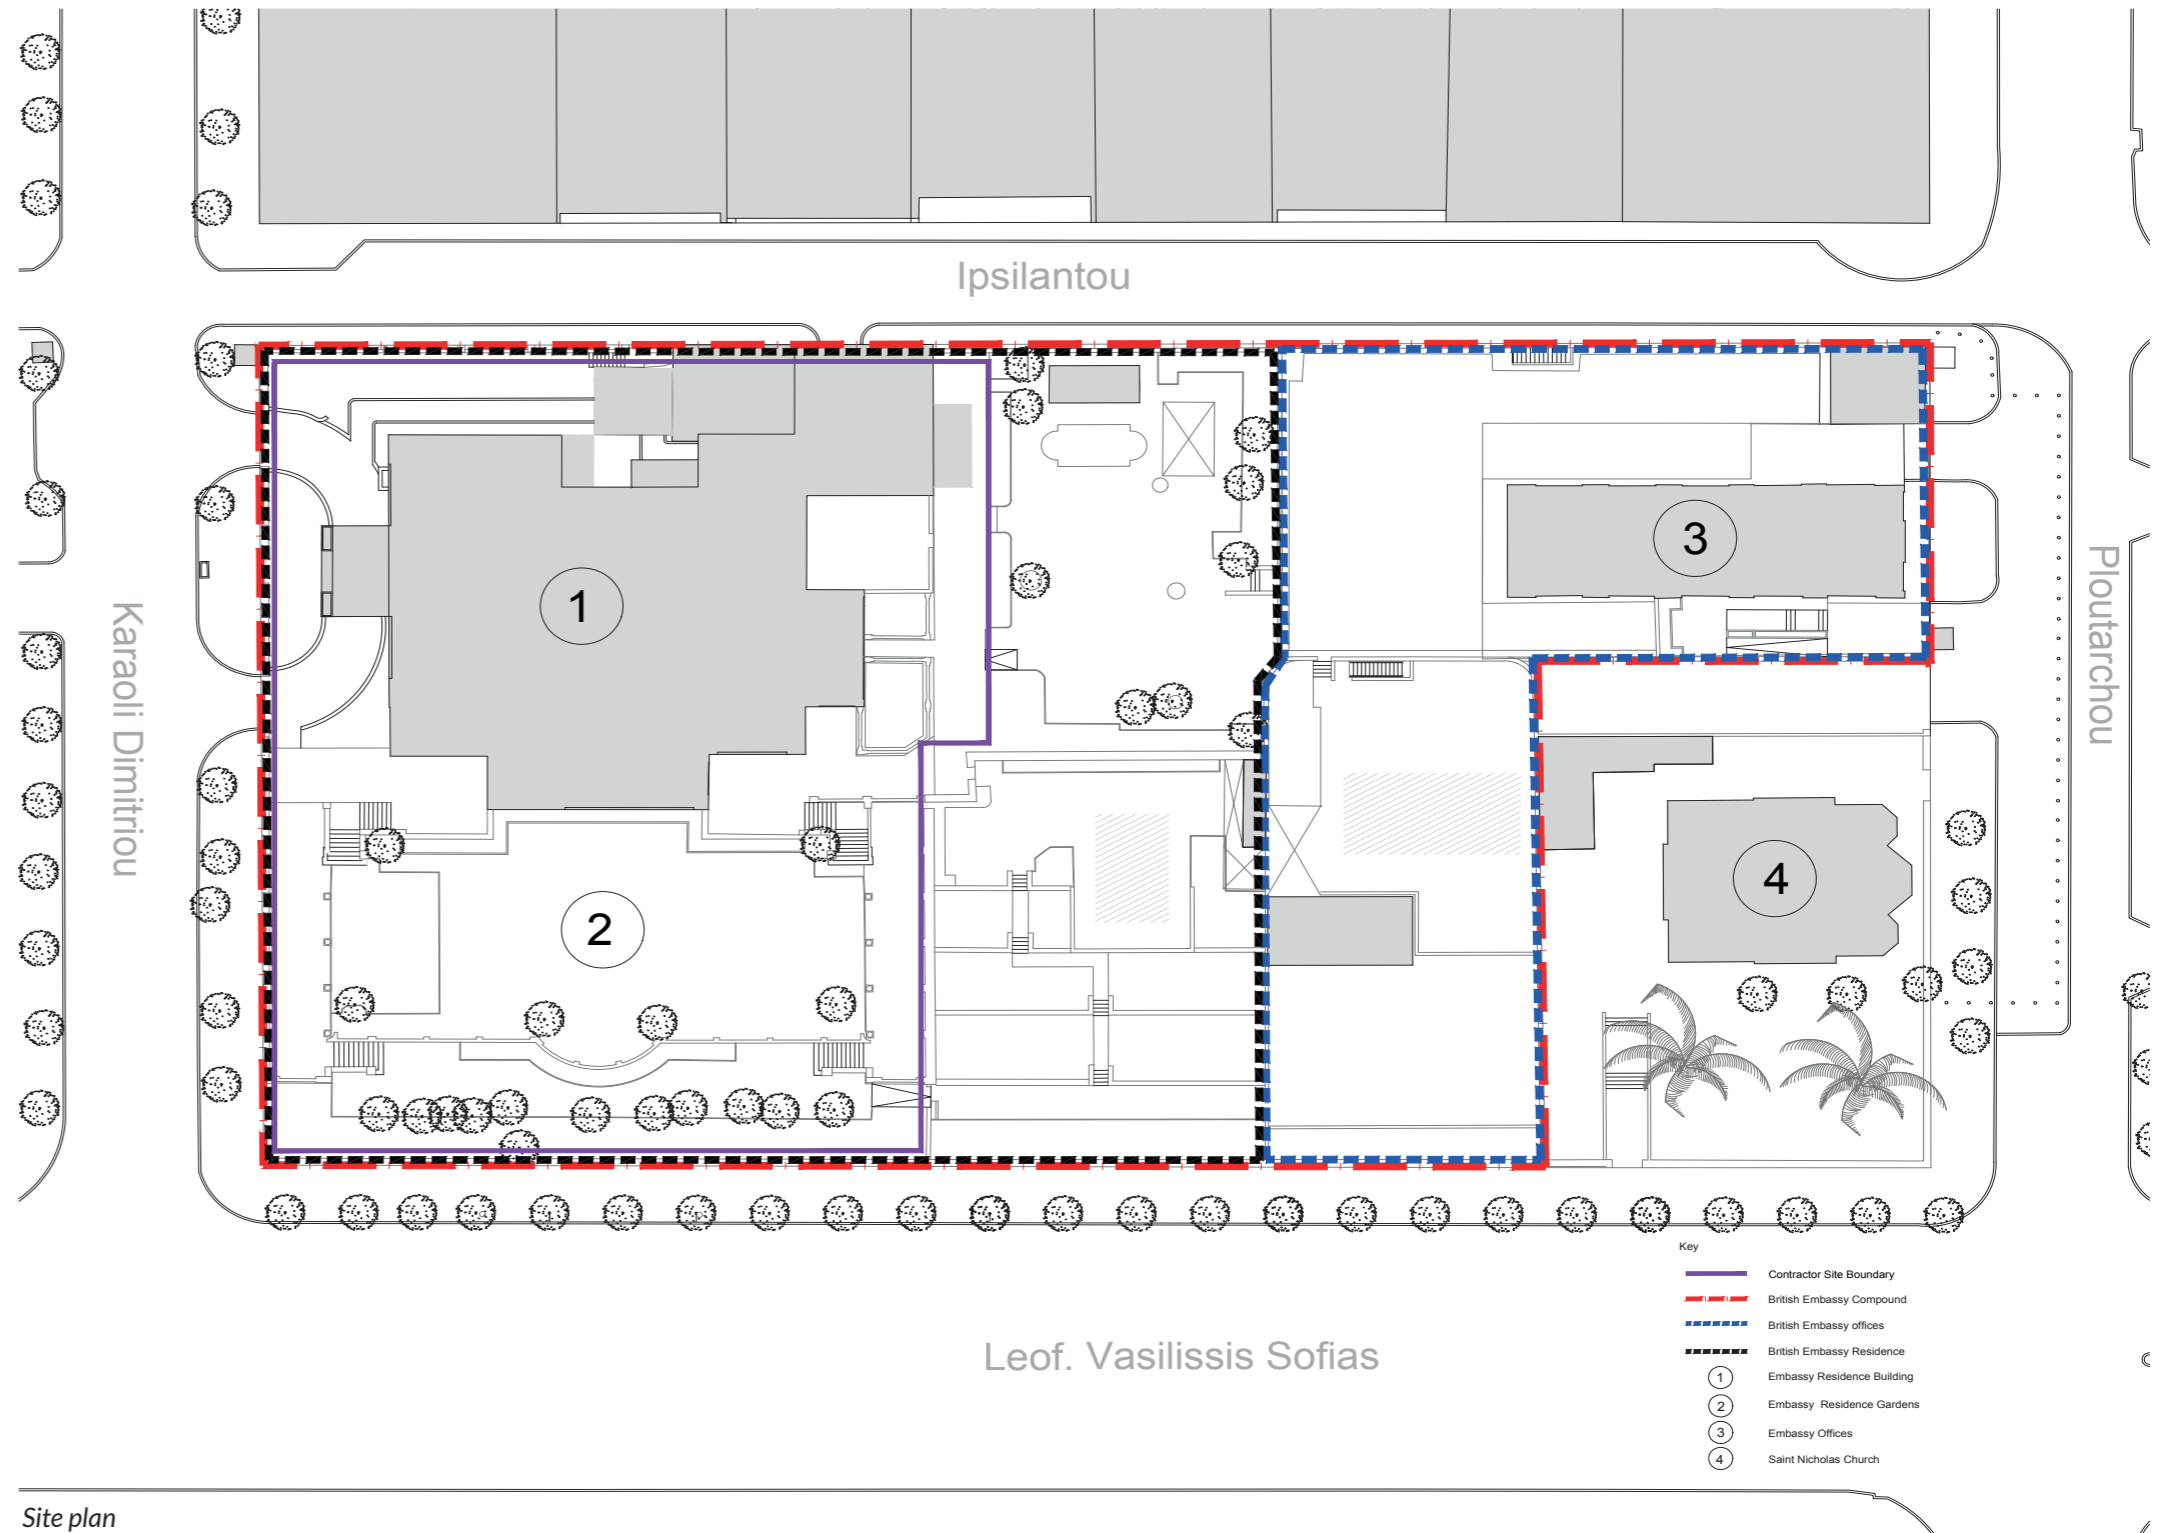 Ipsilantou
Karaoli Dimitriou
Ploutarchou
1
2
3
4
Leof. Vasilissis Sofias
Key
Contractor Site Boundary
British Embassy Compound
British Embassy offices
British Embassy Residence
1 Embassy Residence Building
2 Embassy Residence Gardens
3 Embassy Offices
4 Saint Nicholas Church
Site plan